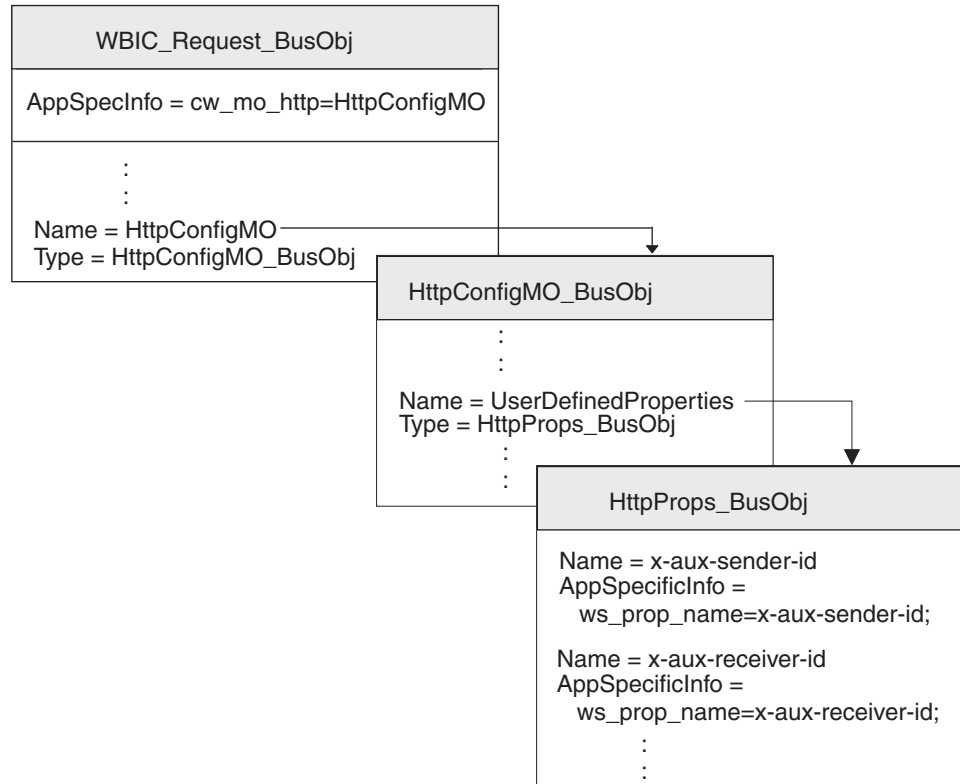 WBIC_Request_BusObj
AppSpecInfo = cw_mo_http=HttpConfigMO
:
:
Name = HttpConfigMO
Type = HttpConfigMO_BusObj
HttpConfigMO_BusObj
:
:
Name = UserDefinedProperties
Type = HttpProps_BusObj
:
:
HttpProps_BusObj
Name = x-aux-sender-id
AppSpecificInfo =
ws_prop_name=x-aux-sender-id;
Name = x-aux-receiver-id
AppSpecificInfo =
ws_prop_name=x-aux-receiver-id;
:
: